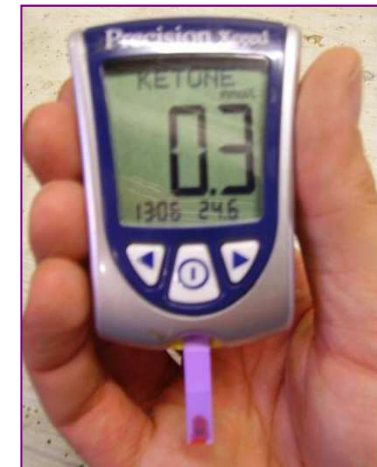 Precision Xceed
KETONE
mmol/L
0.3
1306 24.6